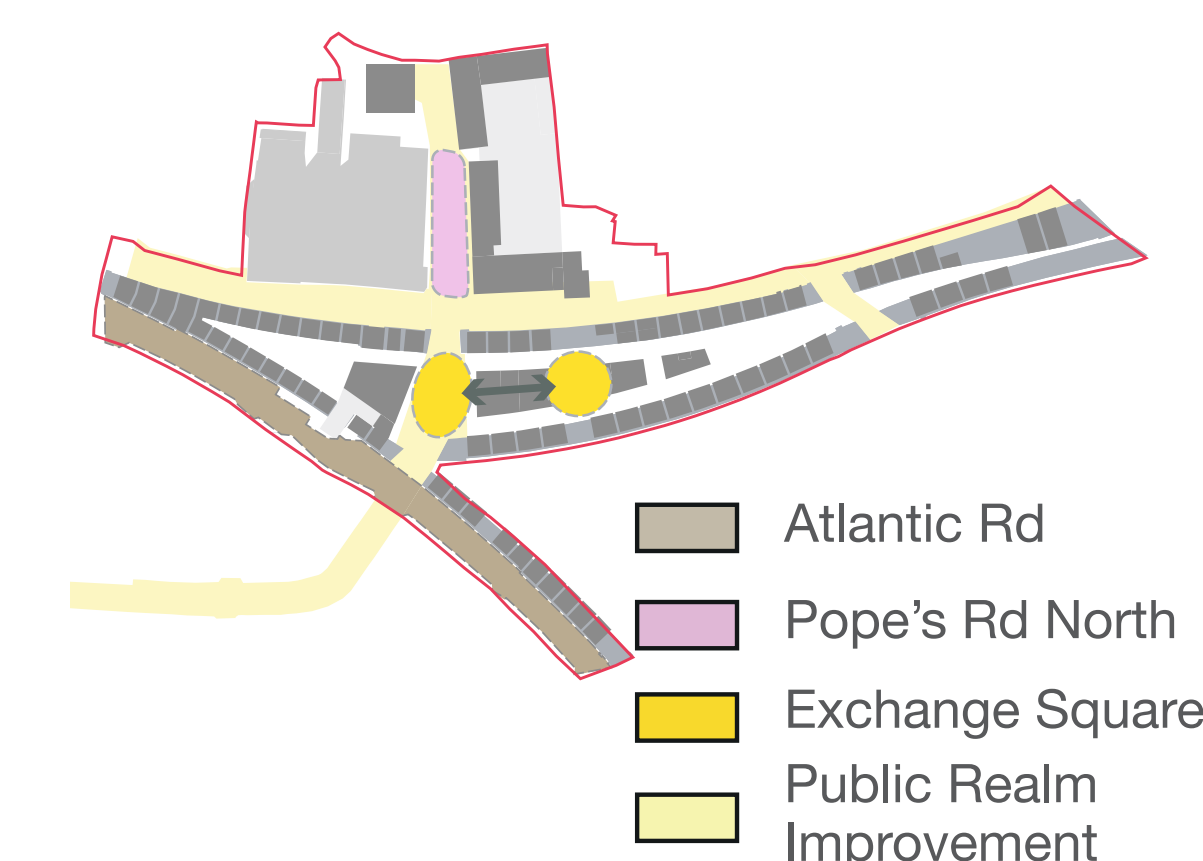 Atlantic Rd
Pope's Rd North
Exchange Square
Public Realm
Improvement